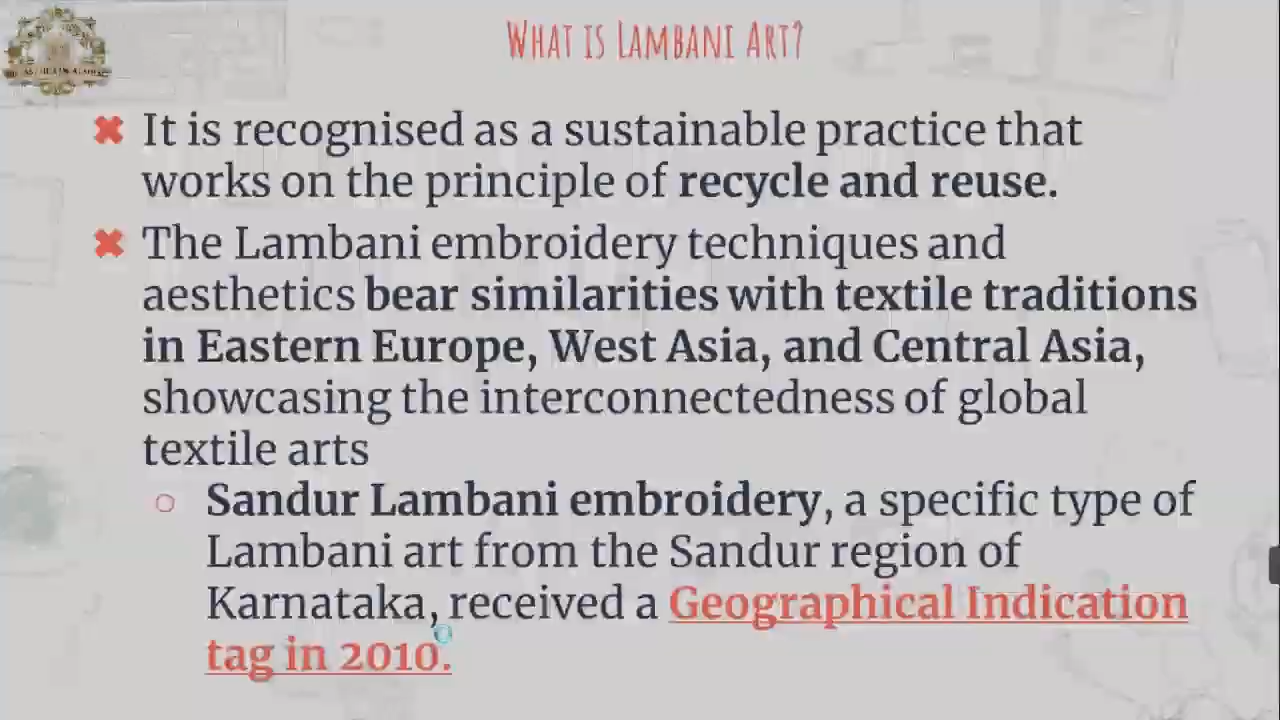 What is Lambani Art?
It is recognised as a sustainable practice that
works on the principle of recycle and reuse.
The Lambani embroidery techniques and
aesthetics bear similarities with textile traditions
in Eastern Europe, West Asia, and Central Asia,
showcasing the interconnectedness of global
textile arts
Sandur Lambani embroidery, a specific type of
Lambani art from the Sandur region of
Karnataka, received a Geographical Indication
tag in 2010.